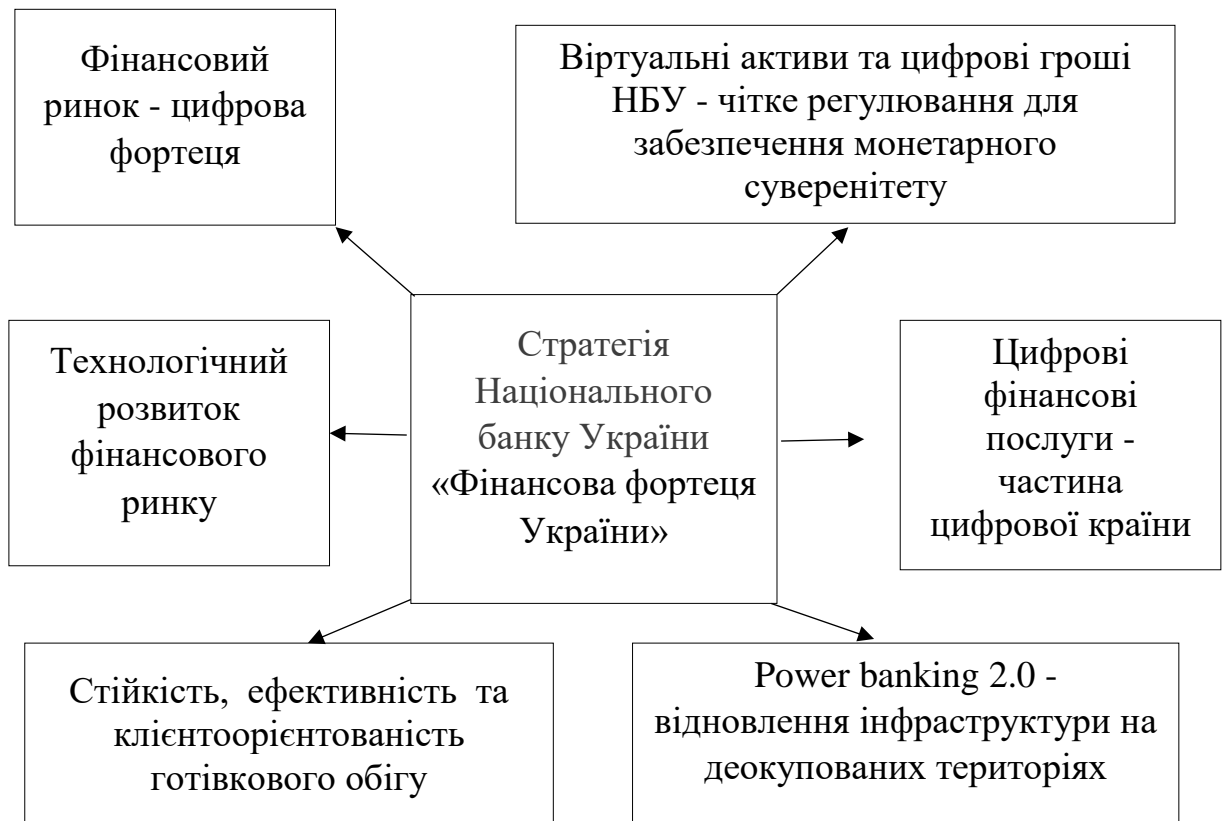 Фінансовий
ринок - цифрова
фортеця
Віртуальні активи та цифрові гроші
НБУ - чітке регулювання для
забезпечення монетарного
суверенітету
Технологічний
розвиток
фінансового
ринку
Стратегія
Національного
банку України
«Фінансова фортеця
України»
Цифрові
фінансові
послуги -
частина
цифрової країни
Стійкість, ефективність та
клієнтоорієнтованість
готівкового обігу
Power banking 2.0 -
відновлення інфраструктури на
деокупованих територіях